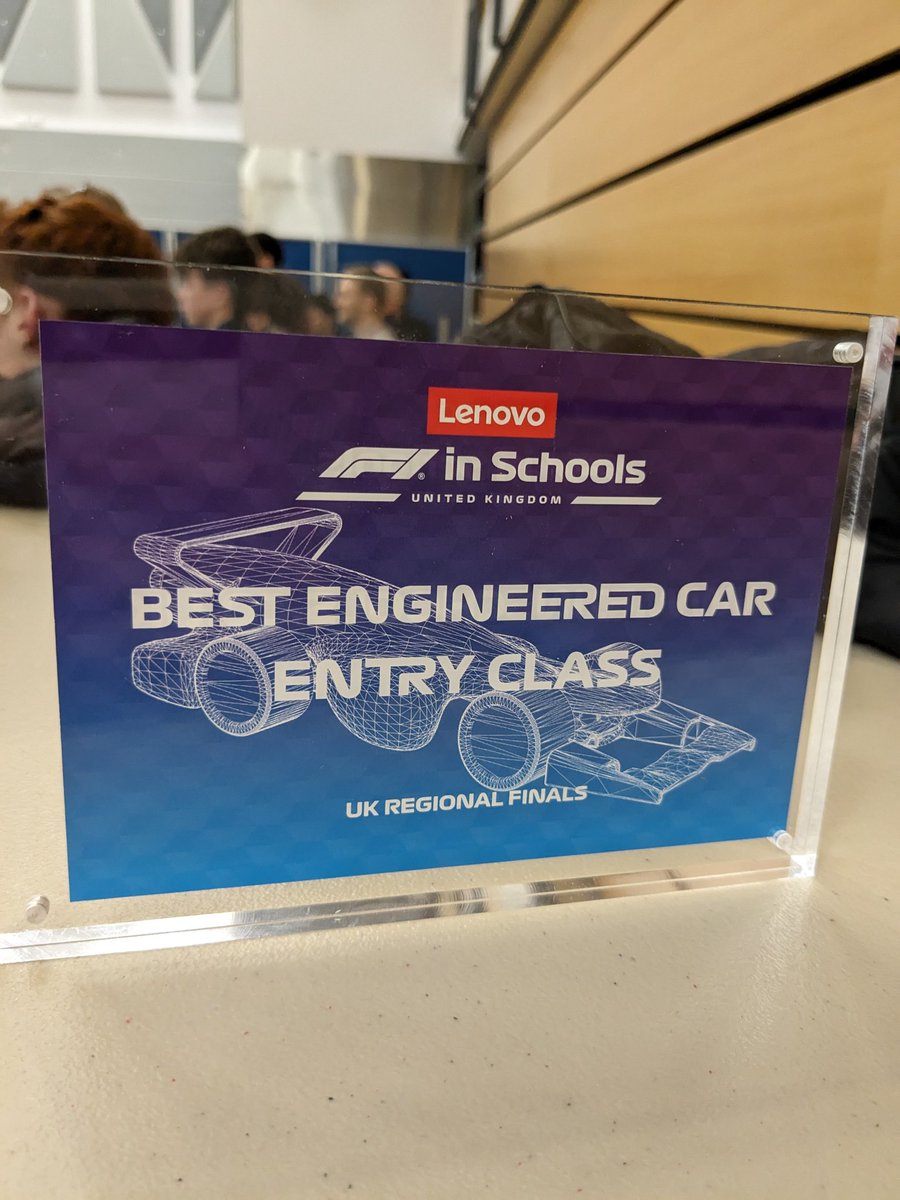 Lenovo
F1® in Schools
UNITED KINGDOM
BEST ENGINEERED CAR
ENTRY CLASS
UK REGIONAL FINALS